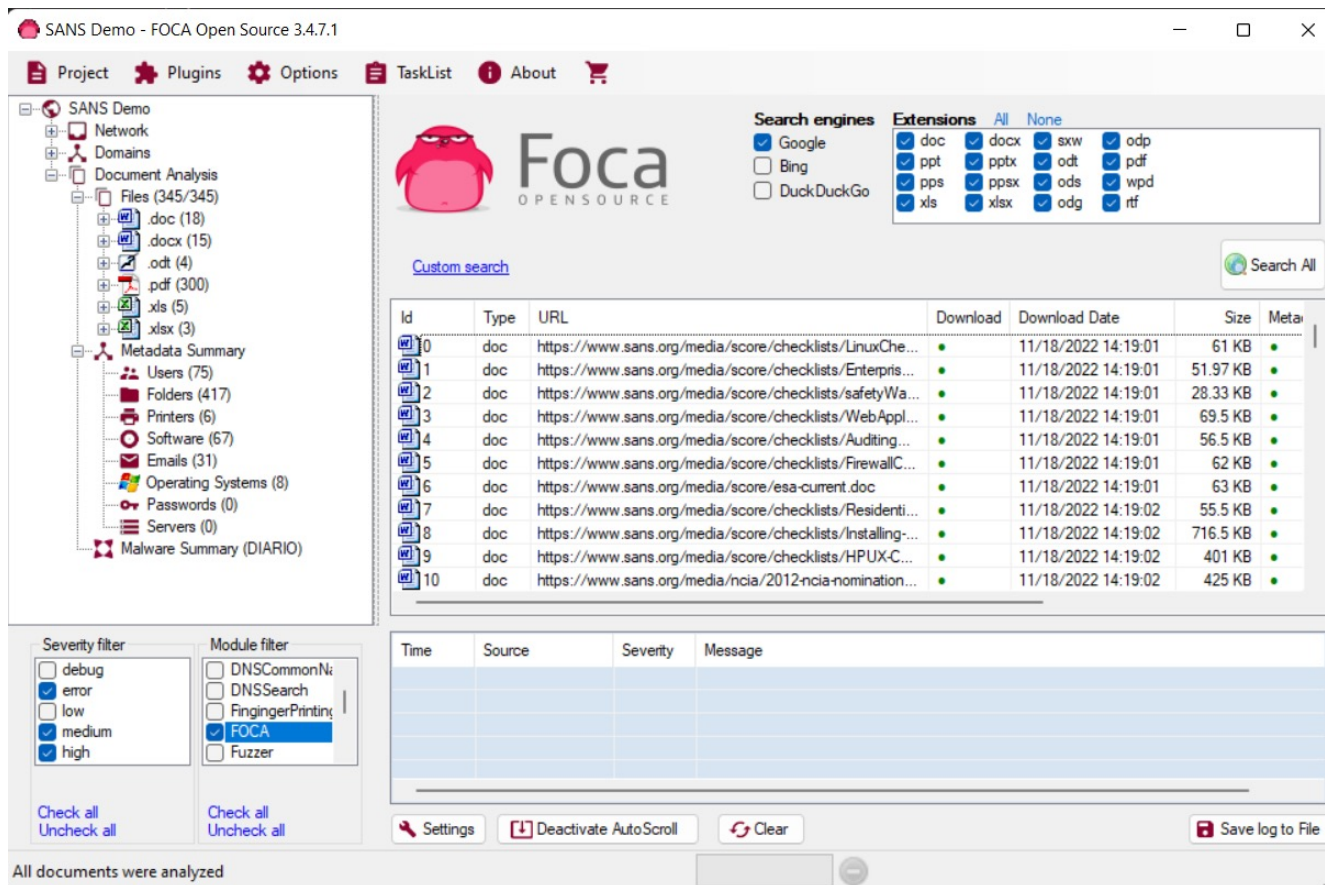 SANS Demo - FOCA Open Source 3.4.7.1
Project Plugins Options TaskList About
SANS Demo
Network
Domains
Document Analysis
Files (345/345)
.doc (18)
.docx (15)
.odt (4)
.pdf (300)
.xls (5)
.xlsx (3)
Metadata Summary
Users (75)
Folders (417)
Printers (6)
Software (67)
Emails (31)
Operating Systems (8)
Passwords (0)
Servers (0)
Malware Summary (DIARIO)
Foca
OPENSOURCE
Search engines
Google
Bing
DuckDuckGo
Extensions All None
doc docx sxw odp
ppt pptx odt pdf
pps ppsx ods wpd
xls xlsx odg rtf
Custom search
Search All
Id Type URL Download Download Date Size Meta
0 doc https://www.sans.org/media/score/checklists/LinuxChe... 11/18/2022 14:19:01 61 KB
1 doc https://www.sans.org/media/score/checklists/Enterpris... 11/18/2022 14:19:01 51.97 KB
2 doc https://www.sans.org/media/score/checklists/safetyWa... 11/18/2022 14:19:01 28.33 KB
3 doc https://www.sans.org/media/score/checklists/WebAppl... 11/18/2022 14:19:01 69.5 KB
4 doc https://www.sans.org/media/score/checklists/Auditing... 11/18/2022 14:19:01 56.5 KB
5 doc https://www.sans.org/media/score/checklists/FirewallC... 11/18/2022 14:19:01 62 KB
6 doc https://www.sans.org/media/score/esa-current.doc 11/18/2022 14:19:01 63 KB
7 doc https://www.sans.org/media/score/checklists/Residenti... 11/18/2022 14:19:02 55.5 KB
8 doc https://www.sans.org/media/score/checklists/Installing-... 11/18/2022 14:19:02 716.5 KB
9 doc https://www.sans.org/media/score/checklists/HPUX-C... 11/18/2022 14:19:02 401 KB
10 doc https://www.sans.org/media/ncia/2012-ncia-nomination... 11/18/2022 14:19:02 425 KB
Severity filter
debug
error
low
medium
high
Check all
Uncheck all
Module filter
DNSCommonNa
DNSSearch
FingingerPrinting
FOCA
Fuzzer
Check all
Uncheck all
Time Source Severity Message
Settings Deactivate AutoScroll Clear Save log to File
All documents were analyzed